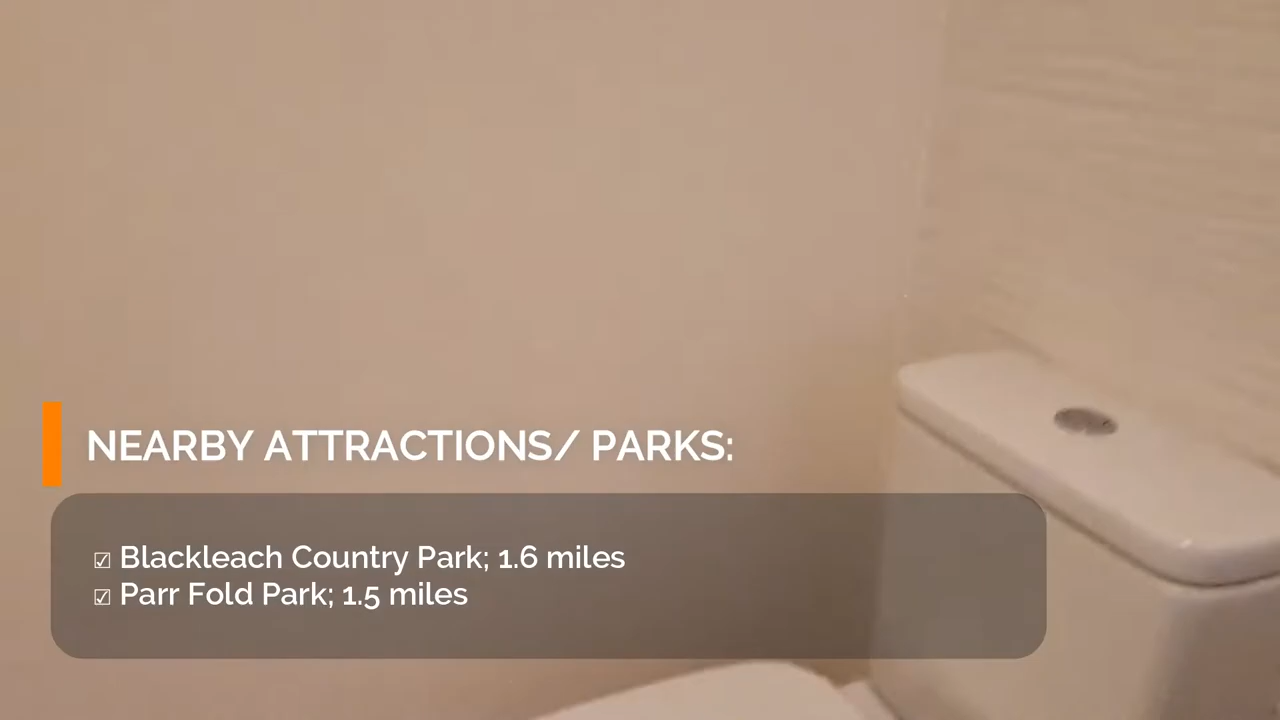 NEARBY ATTRACTIONS/ PARKS:
☑ Blackleach Country Park; 1.6 miles
☑ Parr Fold Park; 1.5 miles